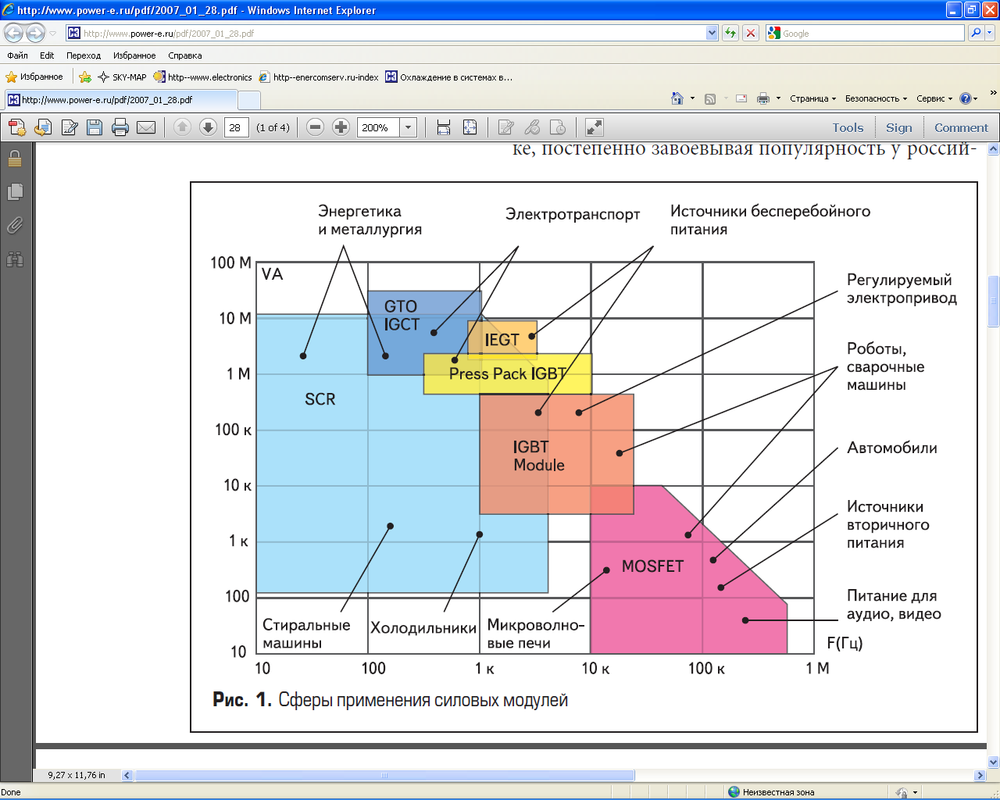 http://www.power-e.ru/pdf/2007_01_28.pdf - Windows Internet Explorer
http://www.power-e.ru/pdf/2007_01_28.pdf
Google
Файл Edit Переход Избранное Справка
Избранное SKY-MAP http--www.electronics http--enercomserv.ru-index Охлаждение в системах в...
http://www.power-e.ru/pdf/2007_01_28.pdf
Страница Безопасность Сервис
28 (1 of 4) 200% Tools Sign Comment
ке, постепенно завоевывая популярность у россий-
Энергетика
и металлургия
Электротранспорт
Источники бесперебойного
питания
100 М
VA
10 М
1 М
100 к
10 к
1 к
100
10
GTO
IGCT
IEGT
Press Pack IGBT
SCR
IGBT
Module
MOSFET
Регулируемый
электропривод
Роботы,
сварочные
машины
Автомобили
Источники
вторичного
питания
Питание для
аудио, видео
Стиральные
машины
Холодильники
Микроволно-
вые печи
F(Гц)
10 100 1 к 10 к 100 к 1 М
Рис. 1. Сферы применения силовых модулей
9,27 x 11,76 in
Done
Неизвестная зона